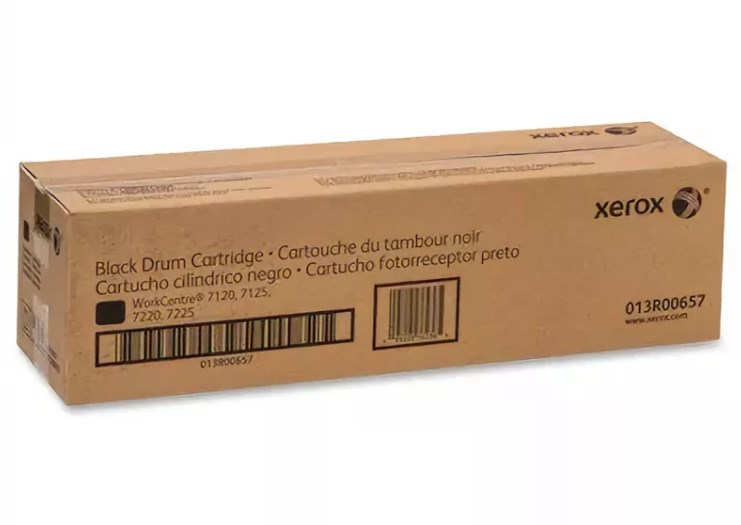 xerox
xerox
Black Drum Cartridge • Cartouche du tambour noir
Cartucho cilíndrico negro • Cartucho fotorreceptor preto
WorkCentre® 7120, 7125,
7220, 7225
013R00657
013R00657
www.xerox.com